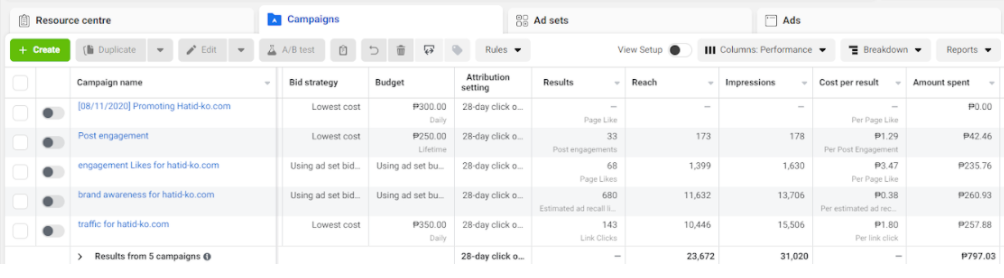 Resource centre Campaigns Ad sets Ads
+ Create Duplicate Edit A/B test Rules View Setup Columns: Performance Breakdown Reports
Campaign name Bid strategy Budget Attribution setting Results Reach Impressions Cost per result Amount spent
[08/11/2020] Promoting Hatid-ko.com Lowest cost ₱300.00 28-day click o... — — — — ₱0.00
Daily Page Like Per Page Like
Post engagement Lowest cost ₱250.00 28-day click o... 33 173 178 ₱1.29 ₱42.46
Lifetime Post engagements Per Post Engagement
engagement Likes for hatid-ko.com Using ad set bid... Using ad set bu... 28-day click o... 68 1,399 1,630 ₱3.47 ₱235.76
Page Likes Per Page Like
brand awareness for hatid-ko.com Using ad set bid... Using ad set bu... 28-day click o... 680 11,632 13,706 ₱0.38 ₱260.93
Estimated ad recall li... Per estimated ad rec...
traffic for hatid-ko.com Lowest cost ₱350.00 28-day click o... 143 10,446 15,506 ₱1.80 ₱257.88
Daily Link Clicks Per link click
Results from 5 campaigns 28-day click o... — 23,672 31,020 — ₱797.03